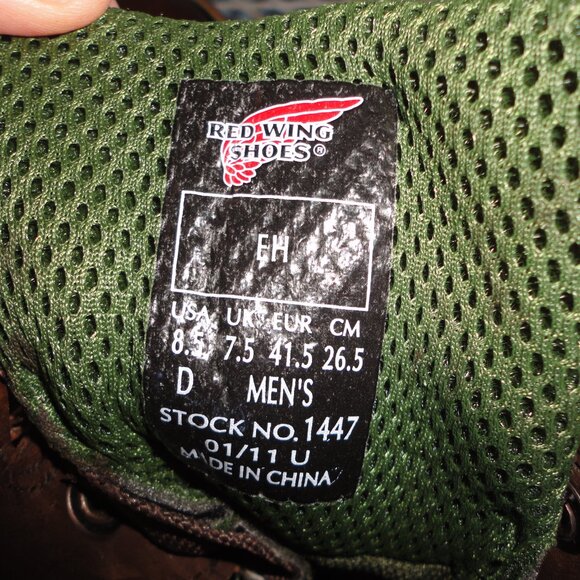 RED WING
SHOES®
EH
USA UK EUR CM
8.5 7.5 41.5 26.5
D MEN'S
STOCK NO. 1447
01/11 U
MADE IN CHINA